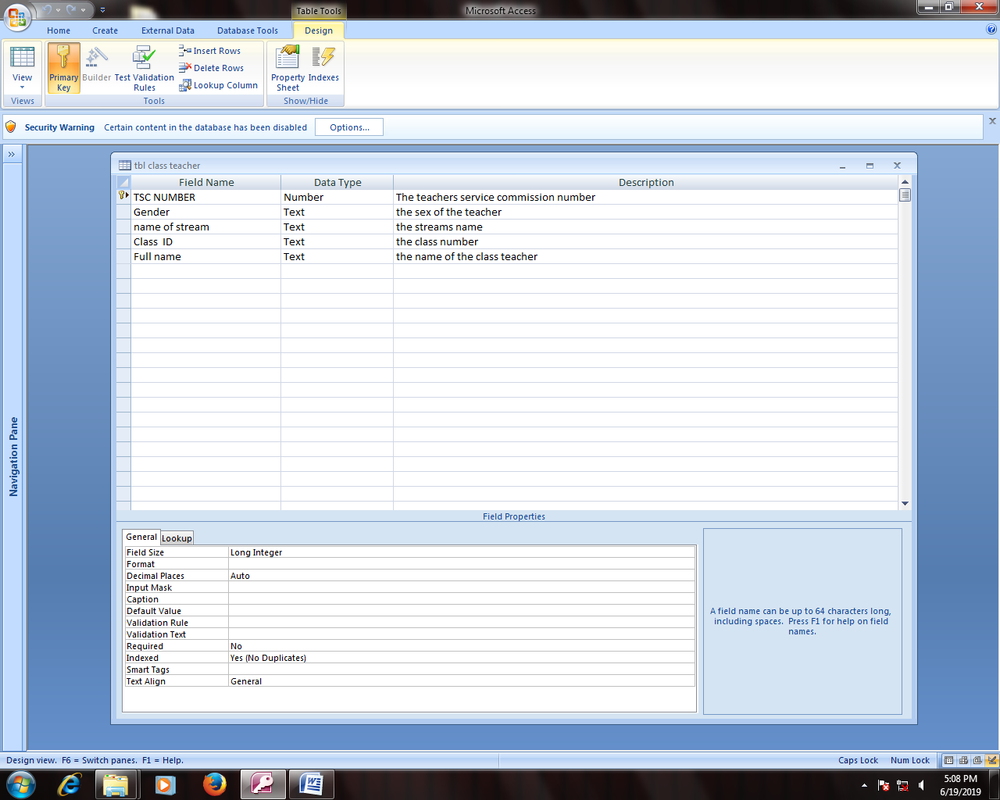 Table Tools
Microsoft Access
Home
Create
External Data
Database Tools
Design
View
Primary Key
Builder
Test Validation Rules
Insert Rows
Delete Rows
Lookup Column
Property Sheet
Indexes
Views
Tools
Show/Hide
Security Warning Certain content in the database has been disabled Options...
»
tbl class teacher
Field Name Data Type Description
TSC NUMBER Number The teachers service commission number
Gender Text the sex of the teacher
name of stream Text the streams name
Class  ID Text the class number
Full name Text the name of the class teacher
Navigation Pane
Field Properties
General Lookup
Field Size Long Integer
Format
Decimal Places Auto
Input Mask
Caption
Default Value
Validation Rule
Validation Text
Required No
Indexed Yes (No Duplicates)
Smart Tags
Text Align General
A field name can be up to 64 characters long,
including spaces.  Press F1 for help on field
names.
Design view.  F6 = Switch panes.  F1 = Help.
Caps Lock Num Lock
5:08 PM
6/19/2019